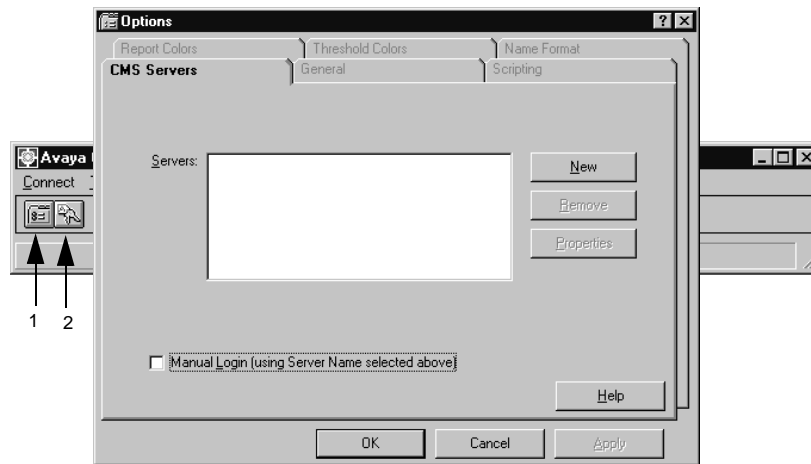 Options
Report Colors
Threshold Colors
Name Format
CMS Servers
General
Scripting
Avaya
Connect
Servers:
New
Remove
Properties
Manual Login (using Server Name selected above)
Help
OK
Cancel
Apply
1
2